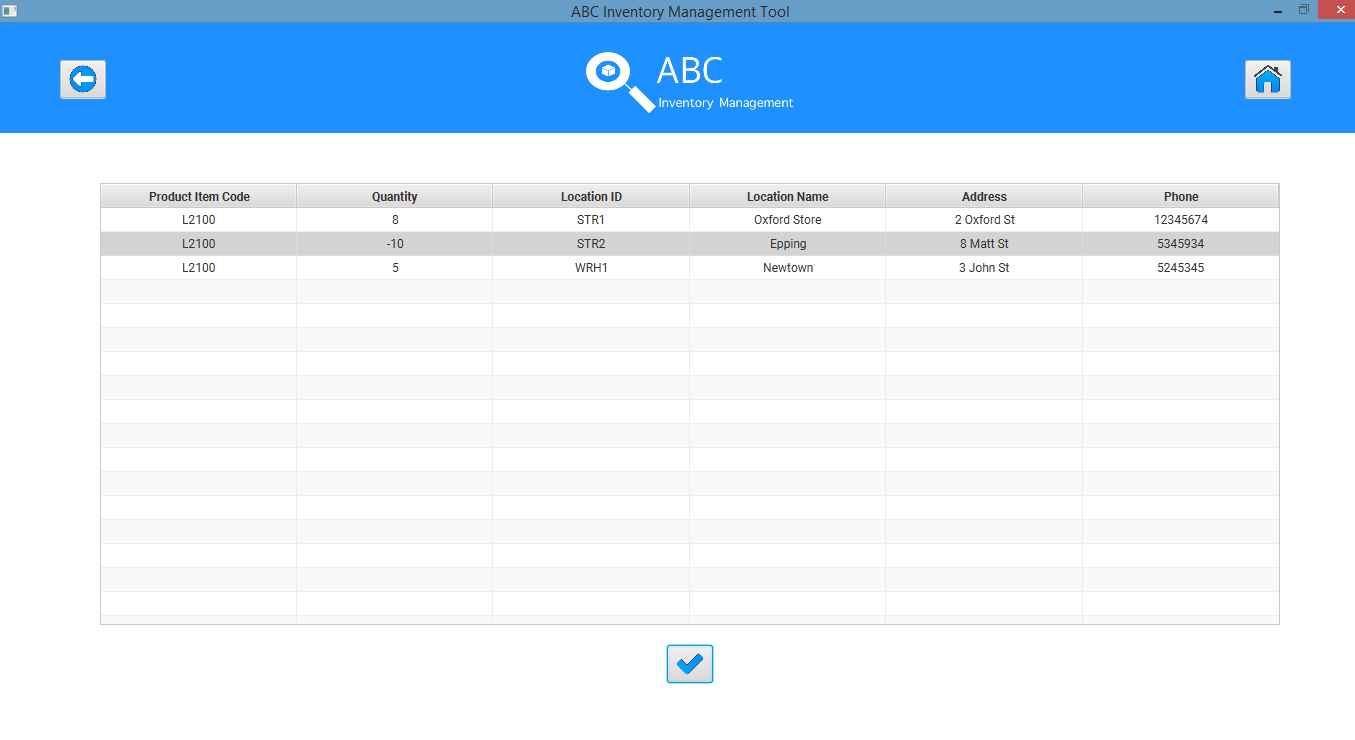 ABC Inventory Management Tool
ABC
Inventory Management
Product Item Code Quantity Location ID Location Name Address Phone
L2100 8 STR1 Oxford Store 2 Oxford St 12345674
L2100 -10 STR2 Epping 8 Matt St 5345934
L2100 5 WRH1 Newtown 3 John St 5245345